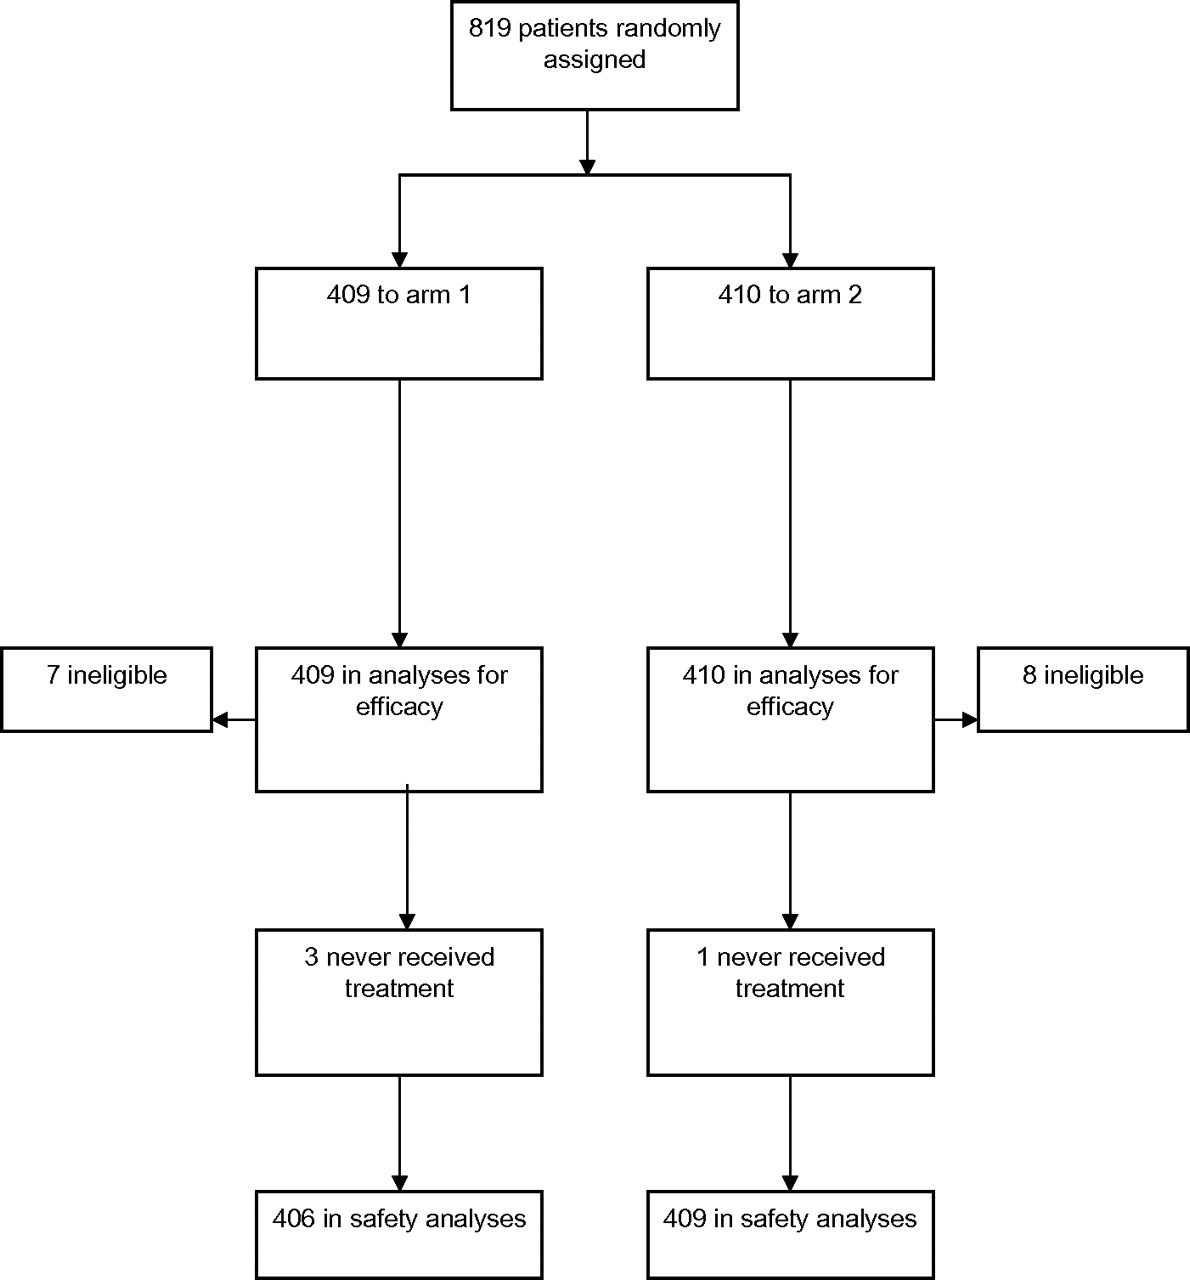 819 patients randomly
assigned
409 to arm 1
410 to arm 2
7 ineligible
409 in analyses for
efficacy
410 in analyses for
efficacy
8 ineligible
3 never received
treatment
1 never received
treatment
406 in safety analyses
409 in safety analyses